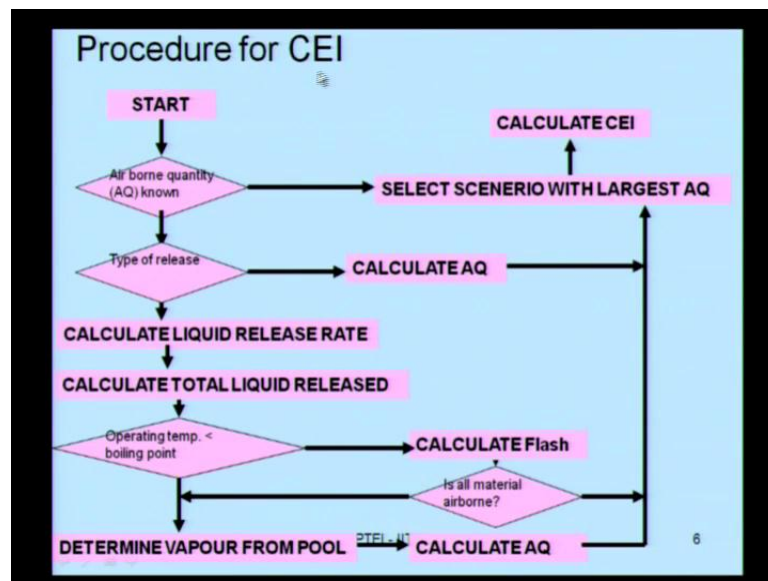 Procedure for CEI
START
CALCULATE CEI
Air borne quantity
(AQ) known
SELECT SCENERIO WITH LARGEST AQ
Type of release
CALCULATE AQ
CALCULATE LIQUID RELEASE RATE
CALCULATE TOTAL LIQUID RELEASED
Operating temp. <
boiling point
CALCULATE Flash
Is all material
airborne?
DETERMINE VAPOUR FROM POOL
CALCULATE AQ
6